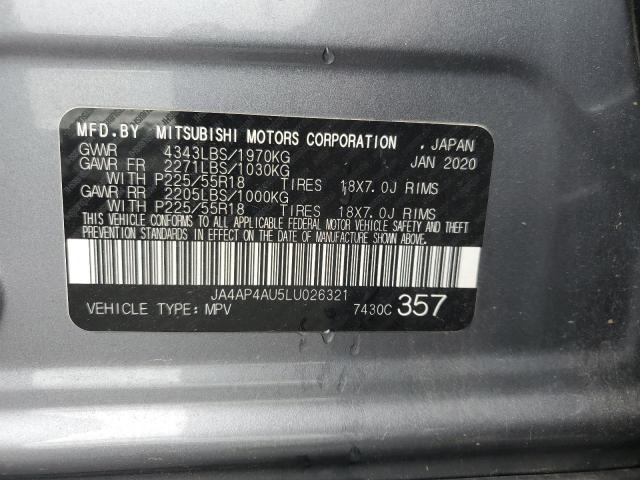 MFD.BY MITSUBISHI MOTORS CORPORATION , JAPAN
GVWR 4343LBS/1970KG JAN 2020
GAWR FR 2271LBS/1030KG
WITH P225/55R18 TIRES 18X7.0J RIMS
GAWR RR 2205LBS/1000KG
WITH P225/55R18 TIRES 18X7.0J RIMS
THIS VEHICLE CONFORMS TO ALL APPLICABLE FEDERAL MOTOR VEHICLE SAFETY AND THEFT
PREVENTION STANDARDS IN EFFECT ON THE DATE OF MANUFACTURE SHOWN ABOVE.
JA4AP4AU5LU026321
VEHICLE TYPE: MPV 7430C 357